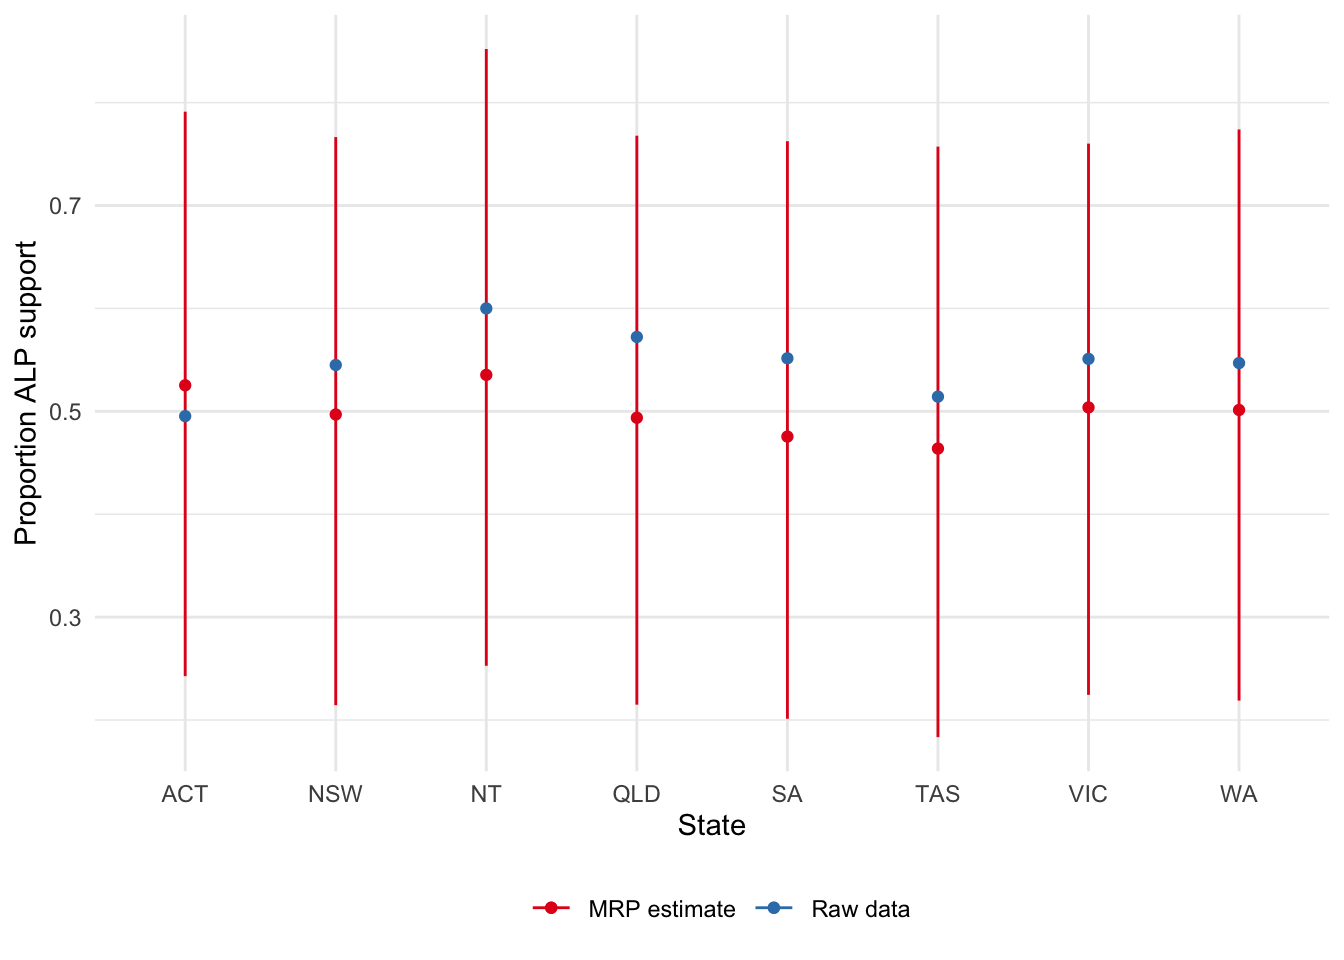 Proportion ALP support
0.7
0.5
0.3
ACT NSW NT QLD SA TAS VIC WA
State
MRP estimate Raw data